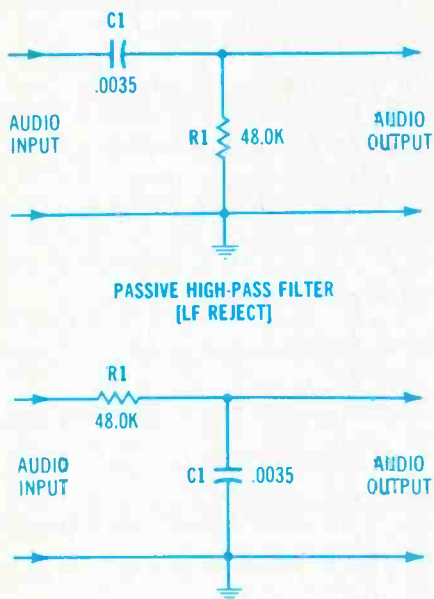 C1
.0035
AUDIO
INPUT
R1 48.0K
AUDIO
OUTPUT
PASSIVE HIGH-PASS FILTER
[LF REJECT]
R1
48.0K
AUDIO
INPUT
C1 .0035
AUDIO
OUTPUT